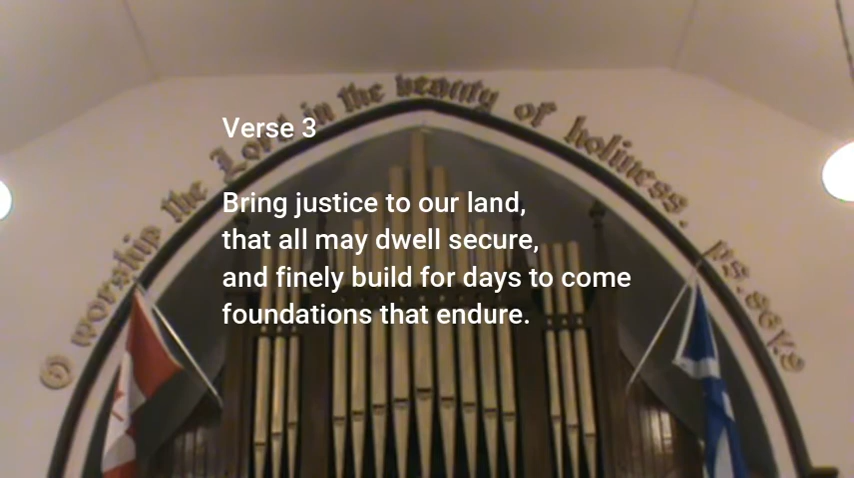 O worship the Lord in the beauty of holiness. Ps. 96 v 9
Verse 3
Bring justice to our land,
that all may dwell secure,
and finely build for days to come
foundations that endure.